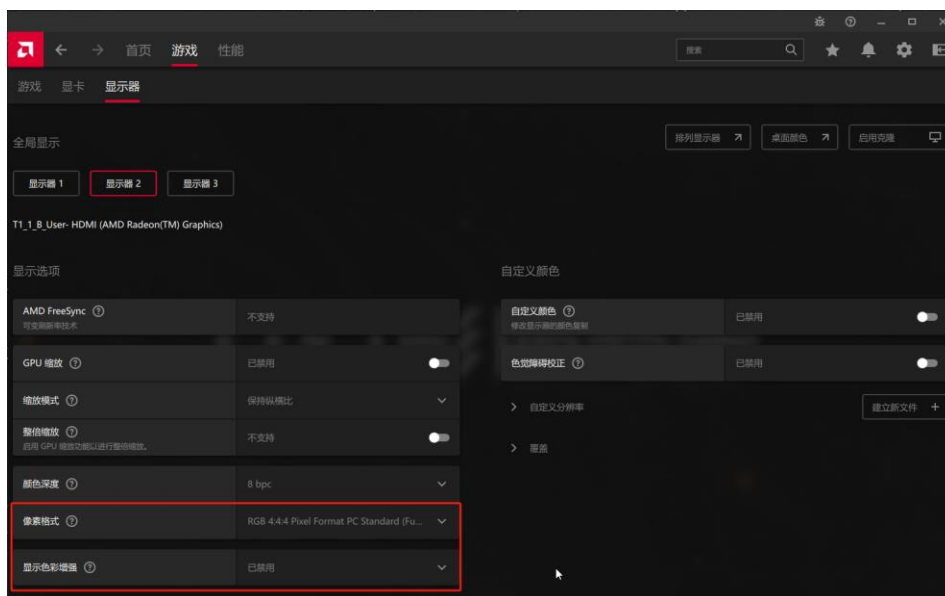 首页 游戏 性能 搜索
游戏 显卡 显示器
全局显示 排列显示器 桌面颜色 启用克隆
显示器 1 显示器 2 显示器 3
T1_1_B_User- HDMI (AMD Radeon(TM) Graphics)
显示选项
AMD FreeSync
可变刷新率技术
不支持
GPU 缩放 已禁用
缩放模式 保持纵横比
整倍缩放
启用 GPU 缩放功能以进行整倍缩放。
不支持
颜色深度 8 bpc
像素格式 RGB 4:4:4 Pixel Format PC Standard (Fu...
显示色彩增强 已禁用
自定义颜色
自定义颜色
修改显示器的颜色复制
已禁用
色觉障碍校正 已禁用
自定义分辨率 建立新文件
覆盖